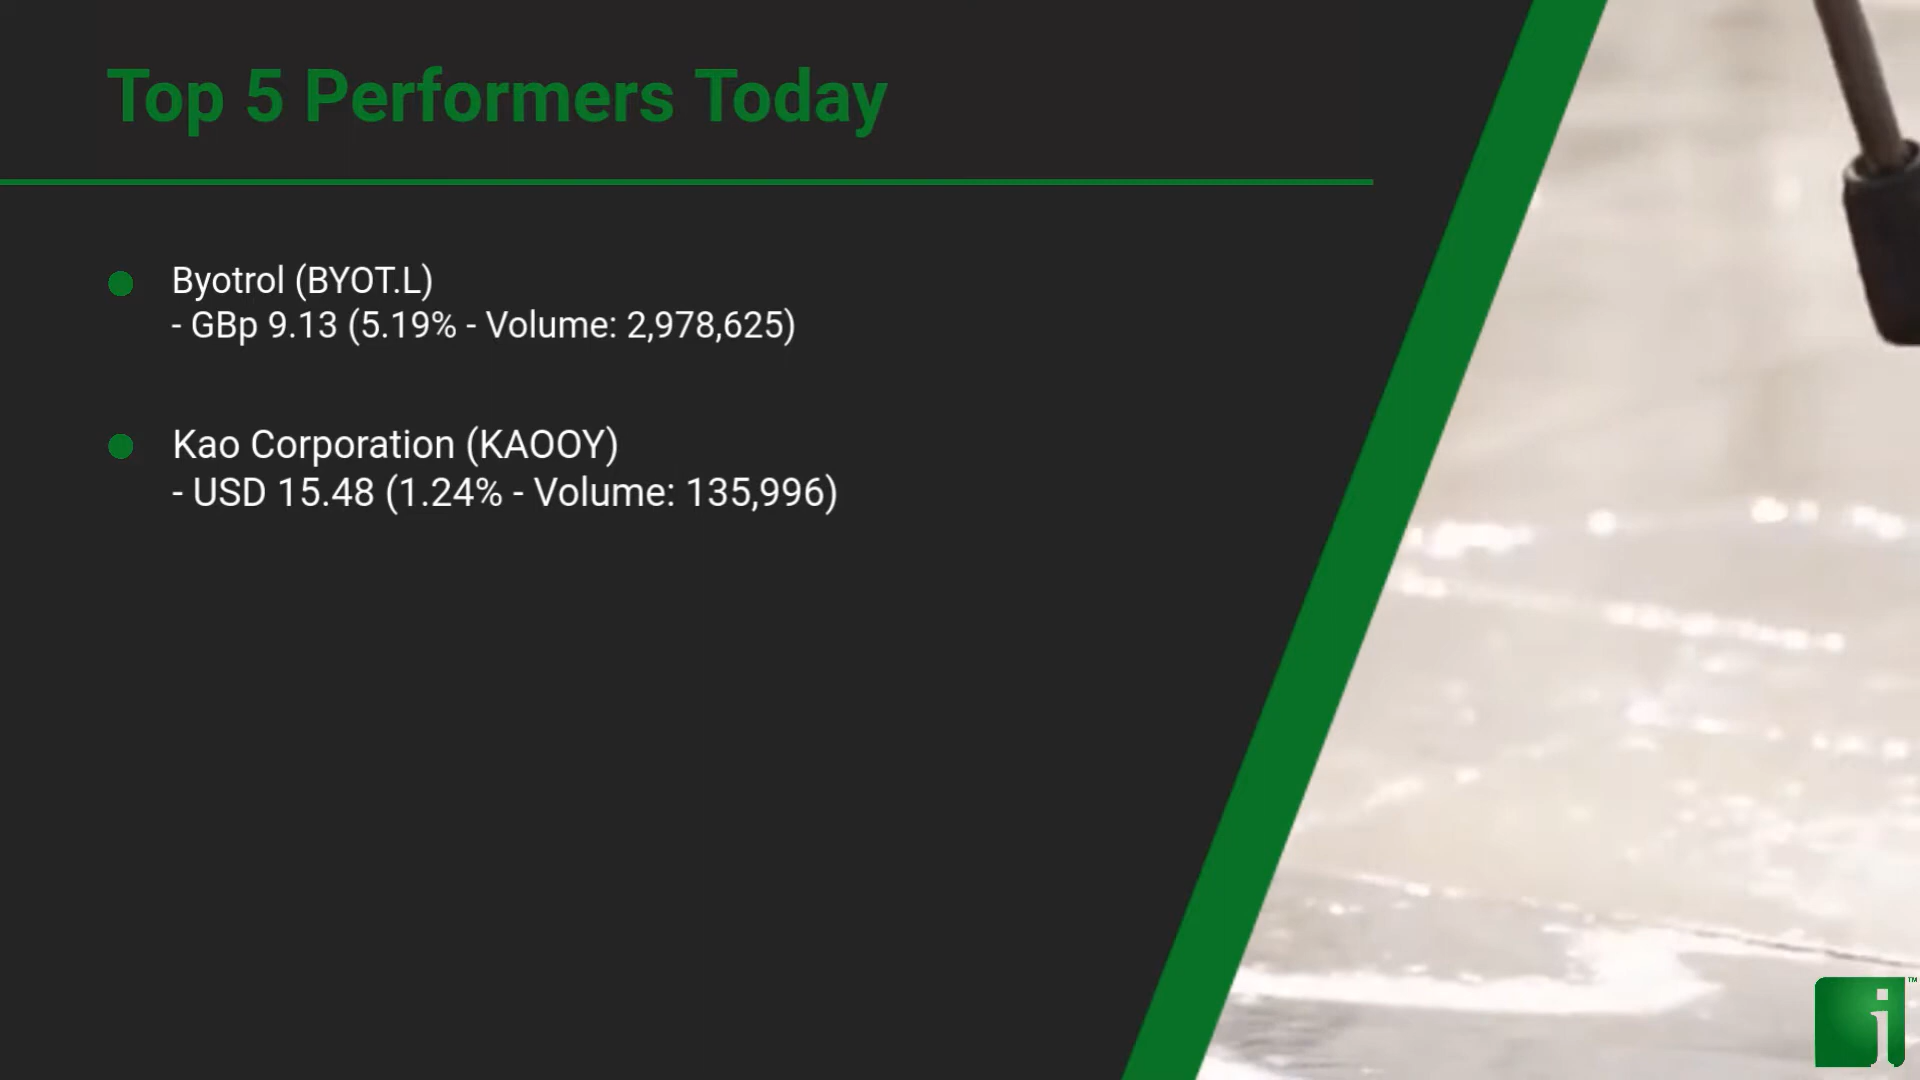 Top 5 Performers Today
Byotrol (BYOT.L)
- GBp 9.13 (5.19% - Volume: 2,978,625)
Kao Corporation (KAOOY)
- USD 15.48 (1.24% - Volume: 135,996)
i
TM